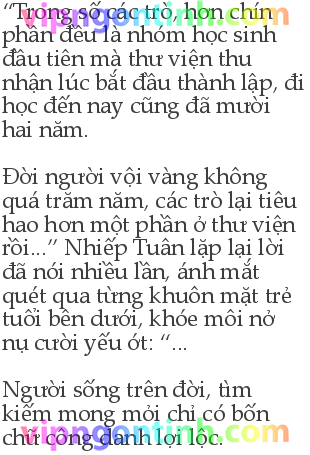 “Trong số các trò, hơn chín
phần đều là nhóm học sinh
đầu tiên mà thư viện thu
nhận lúc bắt đầu thành lập, đi
học đến nay cũng đã mười
hai năm.
Đời người vội vàng không
quá trăm năm, các trò lại tiêu
hao hơn một phần ở thư viện
rồi...” Nhiếp Tuân lặp lại lời
đã nói nhiều lần, ánh mắt
quét qua từng khuôn mặt trẻ
tuổi bên dưới, khóe môi nở
nụ cười yếu ớt: “...
Người sống trên đời, tìm
kiếm mong mỏi chỉ có bốn
chữ công danh lợi lộc.
vipngontinh.com
vipngontinh.com